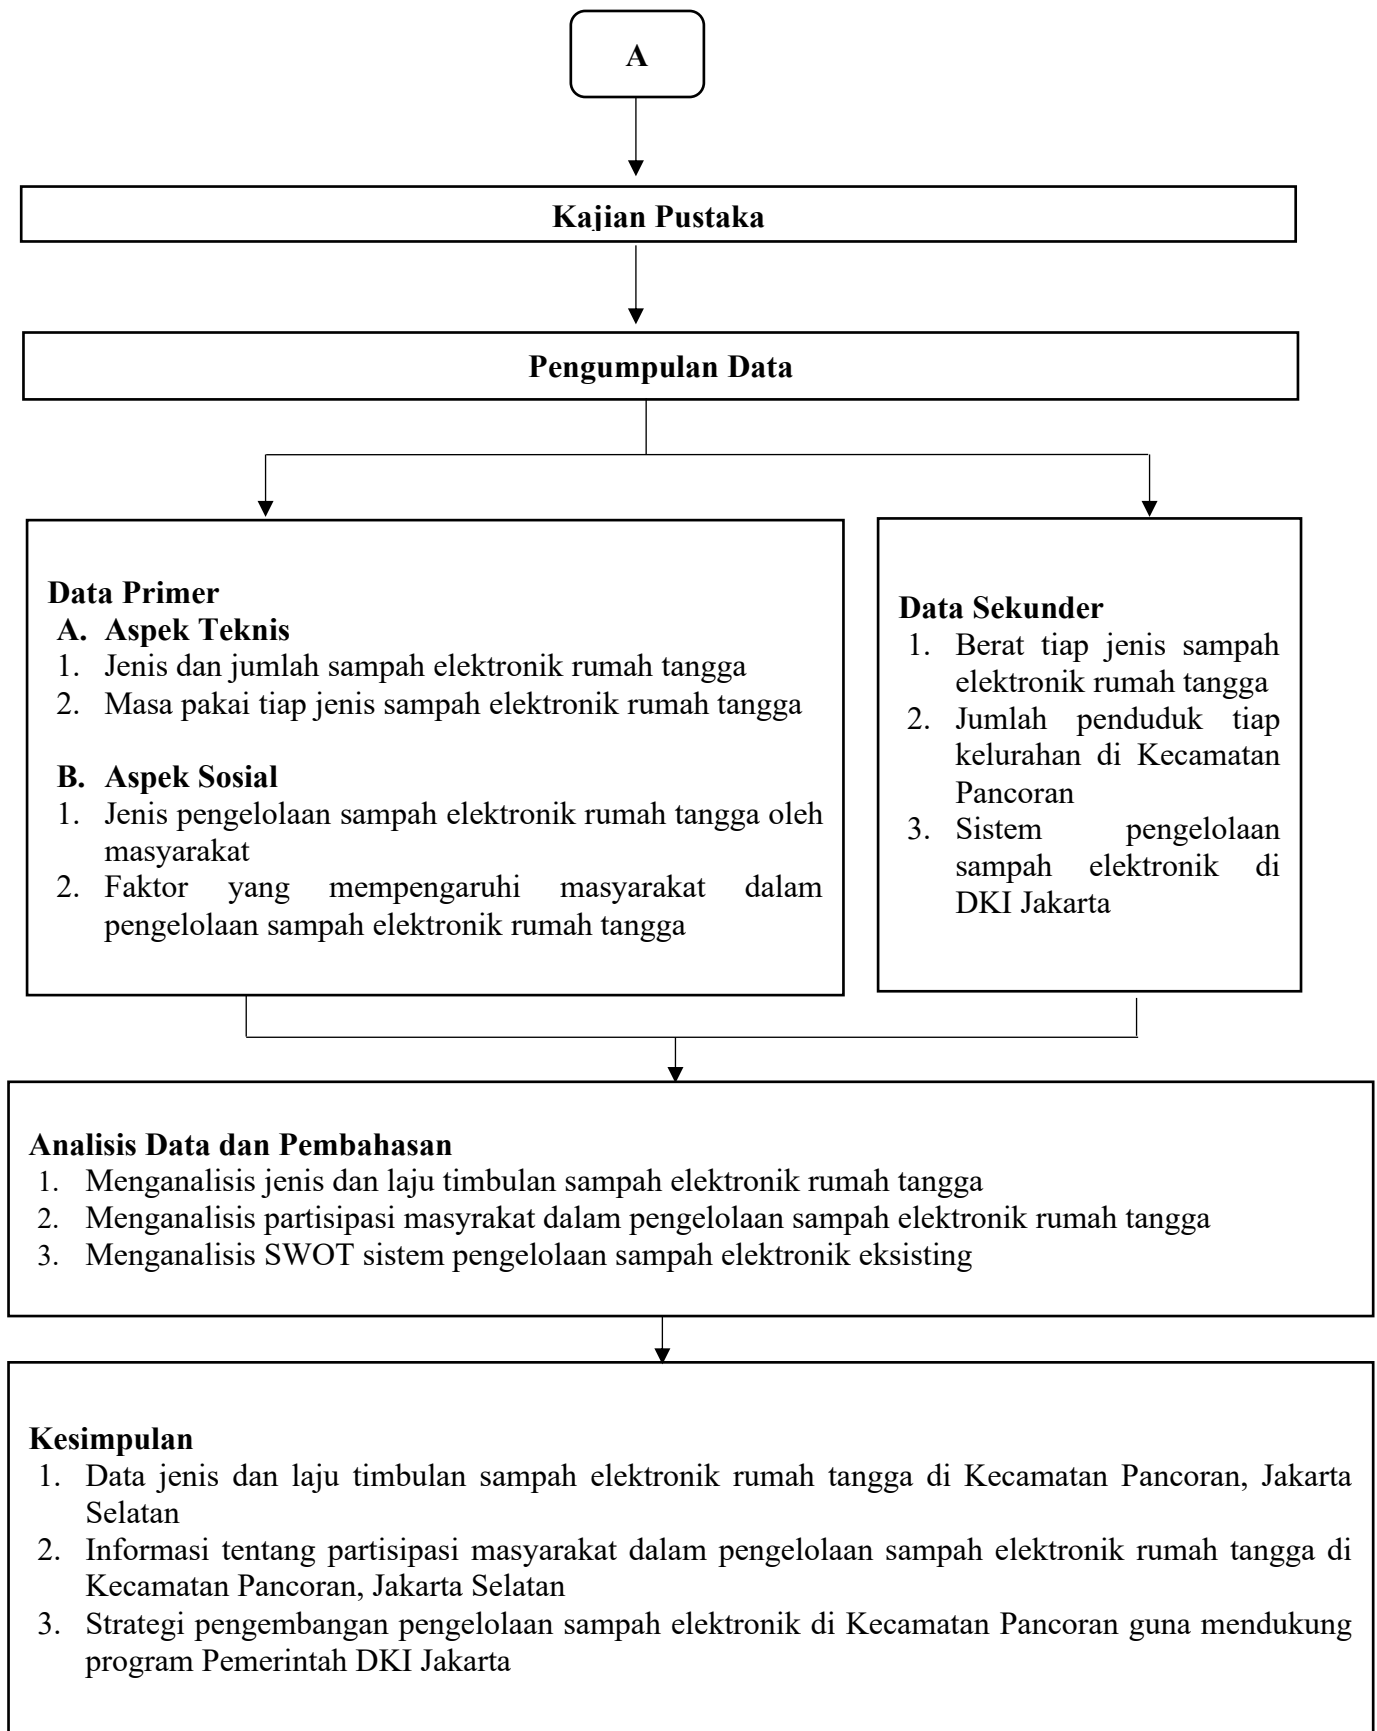 A
Kajian Pustaka
Pengumpulan Data
Data Primer
A. Aspek Teknis
1. Jenis dan jumlah sampah elektronik rumah tangga
2. Masa pakai tiap jenis sampah elektronik rumah tangga
B. Aspek Sosial
1. Jenis pengelolaan sampah elektronik rumah tangga oleh
masyarakat
2. Faktor yang mempengaruhi masyarakat dalam
pengelolaan sampah elektronik rumah tangga
Data Sekunder
1. Berat tiap jenis sampah
elektronik rumah tangga
2. Jumlah penduduk tiap
kelurahan di Kecamatan
Pancoran
3. Sistem pengelolaan
sampah elektronik di
DKI Jakarta
Analisis Data dan Pembahasan
1. Menganalisis jenis dan laju timbulan sampah elektronik rumah tangga
2. Menganalisis partisipasi masyrakat dalam pengelolaan sampah elektronik rumah tangga
3. Menganalisis SWOT sistem pengelolaan sampah elektronik eksisting
Kesimpulan
1. Data jenis dan laju timbulan sampah elektronik rumah tangga di Kecamatan Pancoran, Jakarta
Selatan
2. Informasi tentang partisipasi masyarakat dalam pengelolaan sampah elektronik rumah tangga di
Kecamatan Pancoran, Jakarta Selatan
3. Strategi pengembangan pengelolaan sampah elektronik di Kecamatan Pancoran guna mendukung
program Pemerintah DKI Jakarta